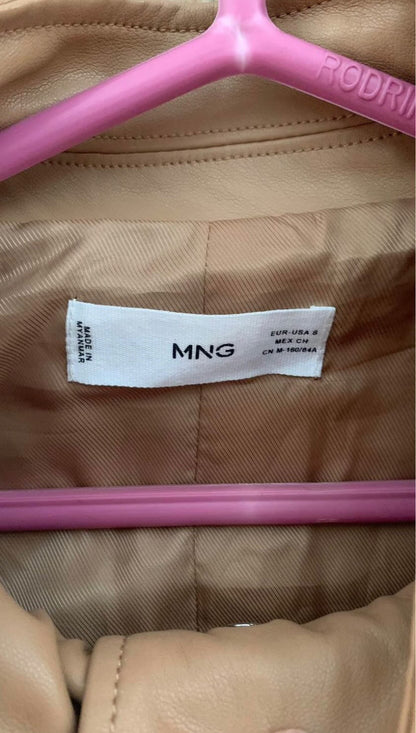 RODRI
MADE IN
MYANMAR
MNG
EUR-USA S
MEX CH
CN M-160/84A